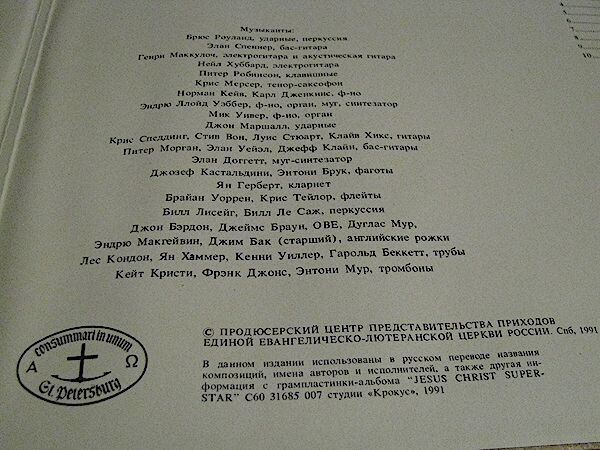 Музыканты:
Брюс Роуланд, ударные, перкуссия
Элан Спеннер, бас-гитара
Генри Маккулоч, электрогитара и акустическая гитара
Нейл Хуббард, электрогитара
Питер Робинсон, клавишные
Крис Мерсер, тенор-саксофон
Норман Кейв, Карл Дженкинс, ф-но
Эндрю Ллойд Уэббер, ф-но, орган, муг, синтезатор
Мик Уивер, ф-но, орган
Джон Маршалл, ударные
Крис Спеддинг, Стив Вон, Луис Стюарт, Клайв Хикс, гитары
Питер Морган, Элан Уейэл, Джефф Клайн, бас-гитары
Элан Доггетт, муг-синтезатор
Джозеф Кастальдини, Энтони Брук, фаготы
Ян Герберт, кларнет
Брайан Уоррен, Крис Тейлор, флейты
Билл Лисейг, Билл Ле Саж, перкуссия
Джон Бэрдон, Джеймс Браун, ОВЕ, Дуглас Мур,
Эндрю Макгейвин, Джим Бак (старший), английские рожки
Лес Кондон, Ян Хаммер, Кенни Уиллер, Гарольд Беккетт, трубы
Кейт Кристи, Фрэнк Джонс, Энтони Мур, тромбоны
10.
© ПРОДЮСЕРСКИЙ ЦЕНТР ПРЕДСТАВИТЕЛЬСТВА ПРИХОДОВ
ЕДИНОЙ ЕВАНГЕЛИЧЕСКО-ЛЮТЕРАНСКОЙ ЦЕРКВИ РОССИИ. Спб, 1991
В данном издании использованы в русском переводе названия
композиций, имена авторов и исполнителей, а также другая ин-
формация с грампластинки-альбома "JESUS CHRIST SUPER-
STAR" С60 31685 007 студии «Крокус», 1991
consummari in unum
Α Ω
St. Petersburg